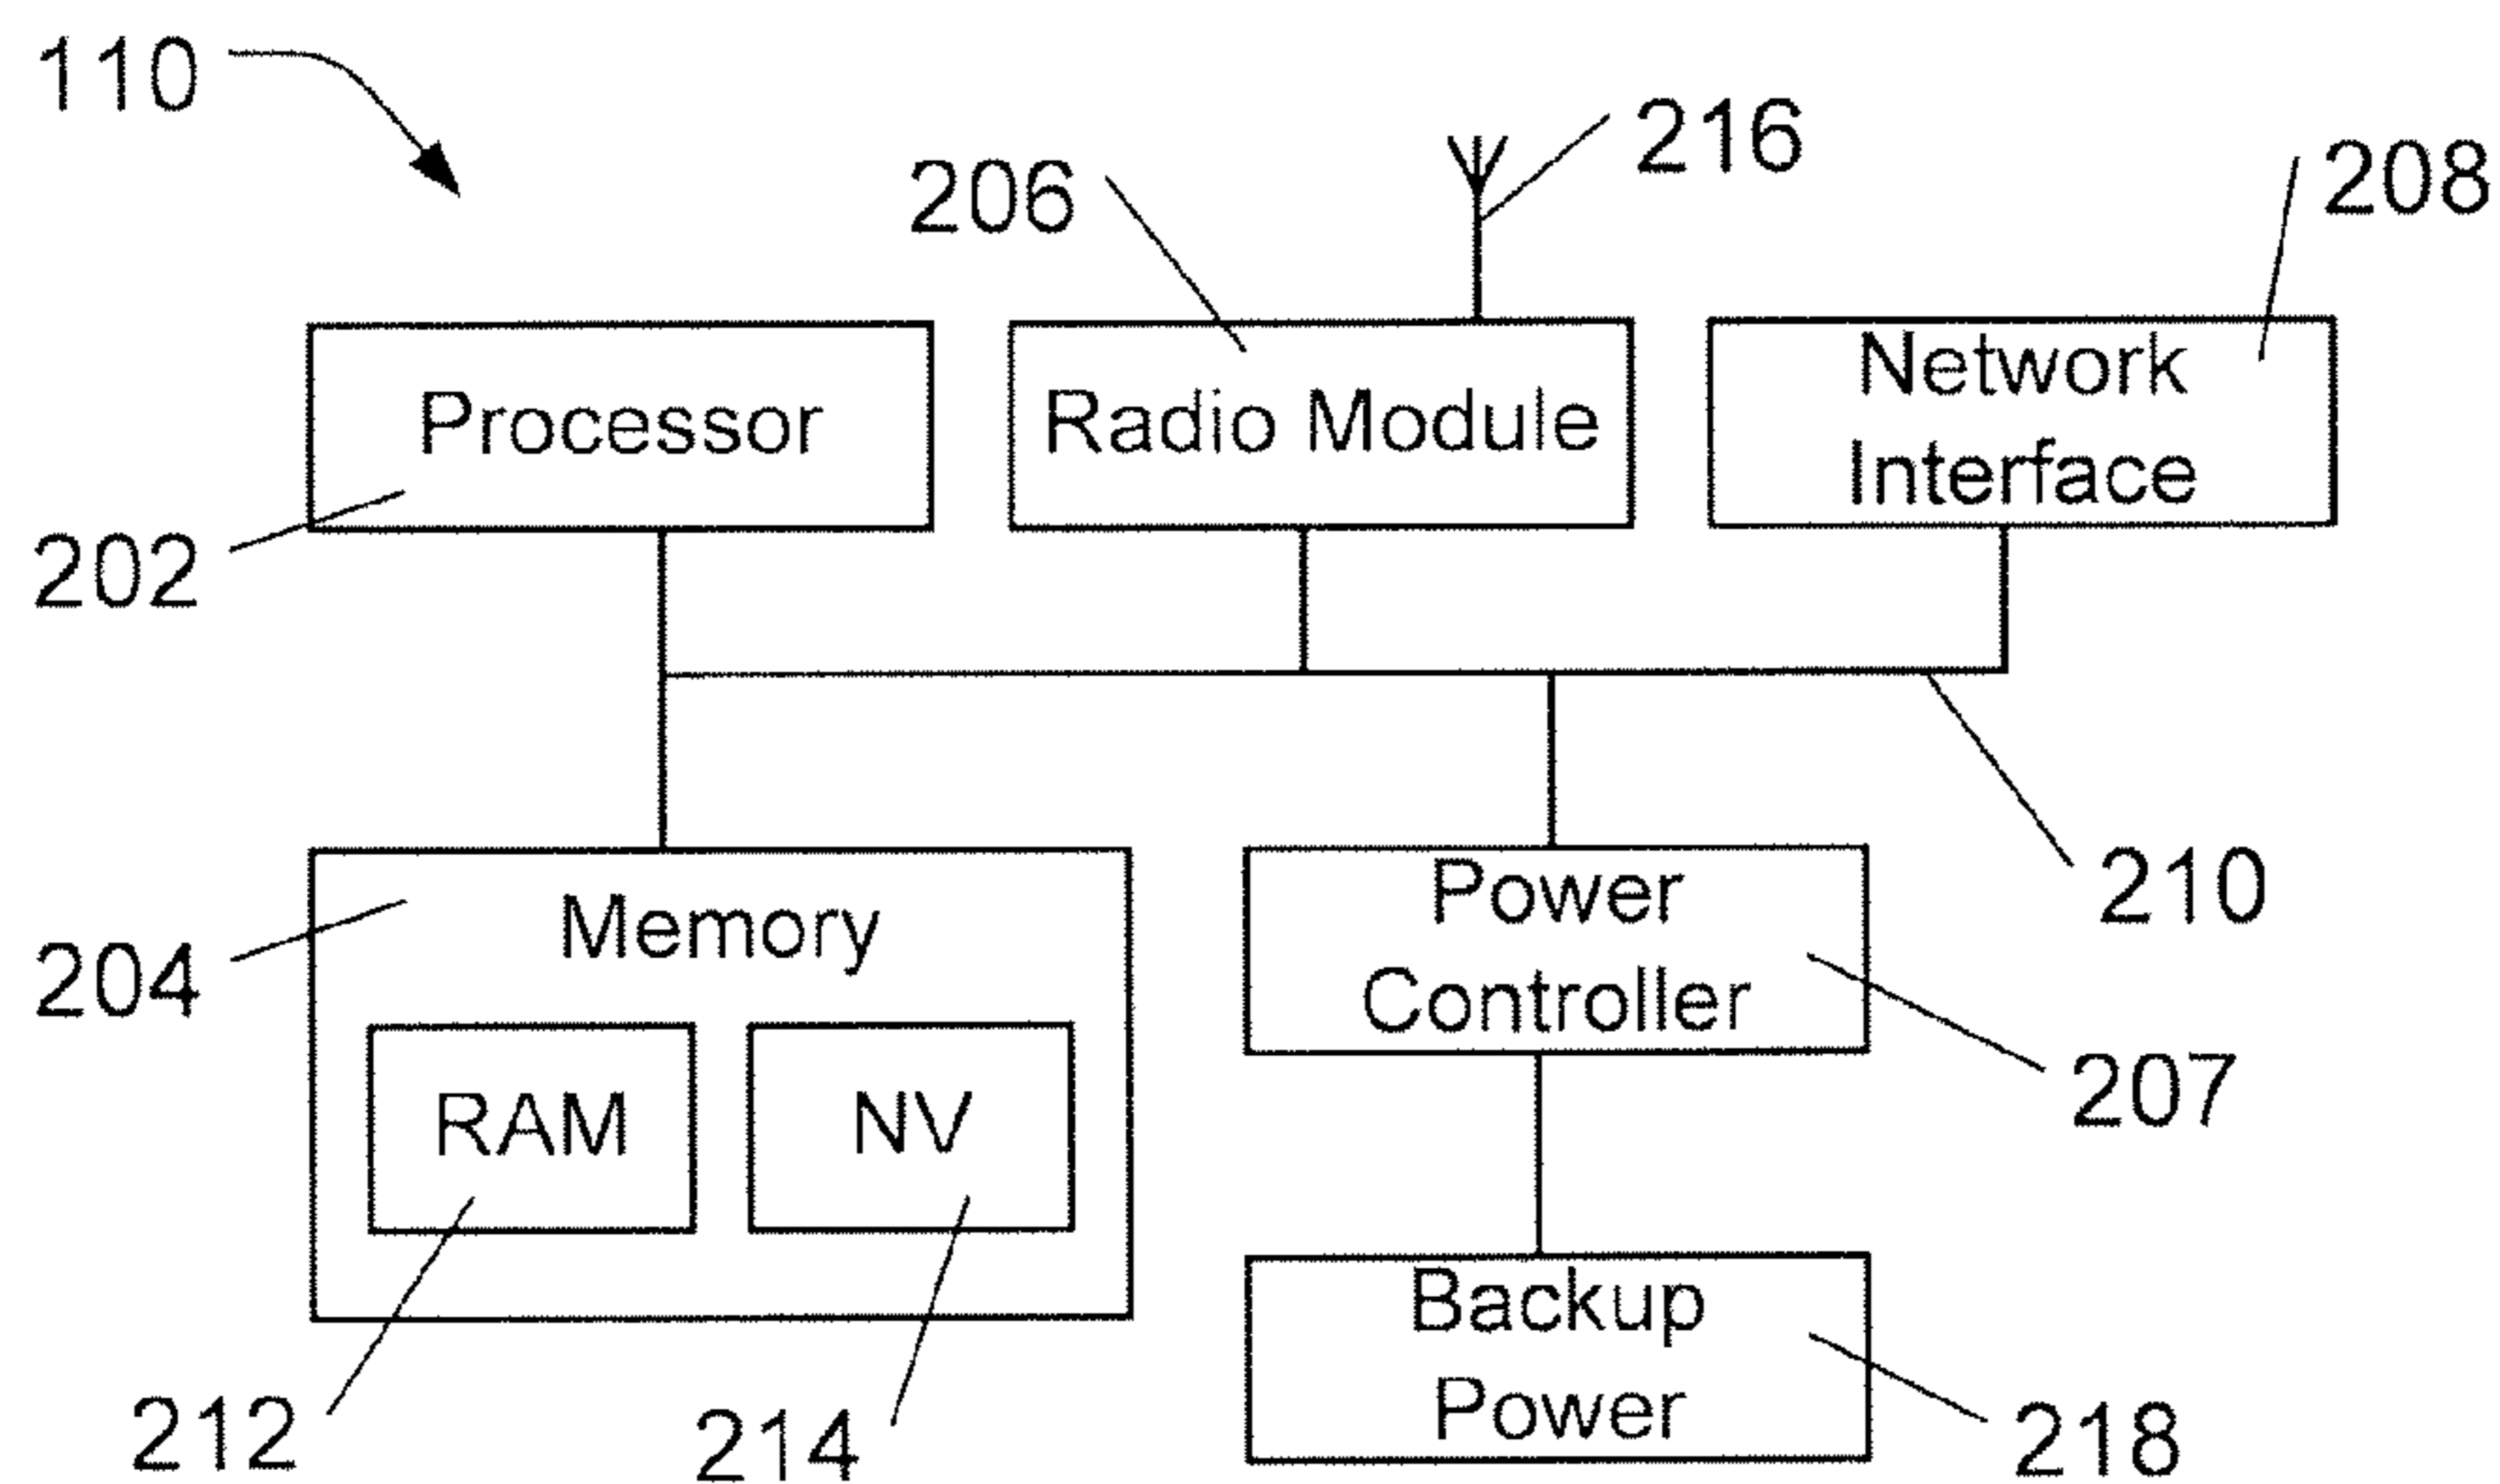 110
216
206
208
Processor
Radio Module
Network
Interface
202
210
Memory
204
Power
Controller
RAM
NV
207
Backup
Power
212
214
218